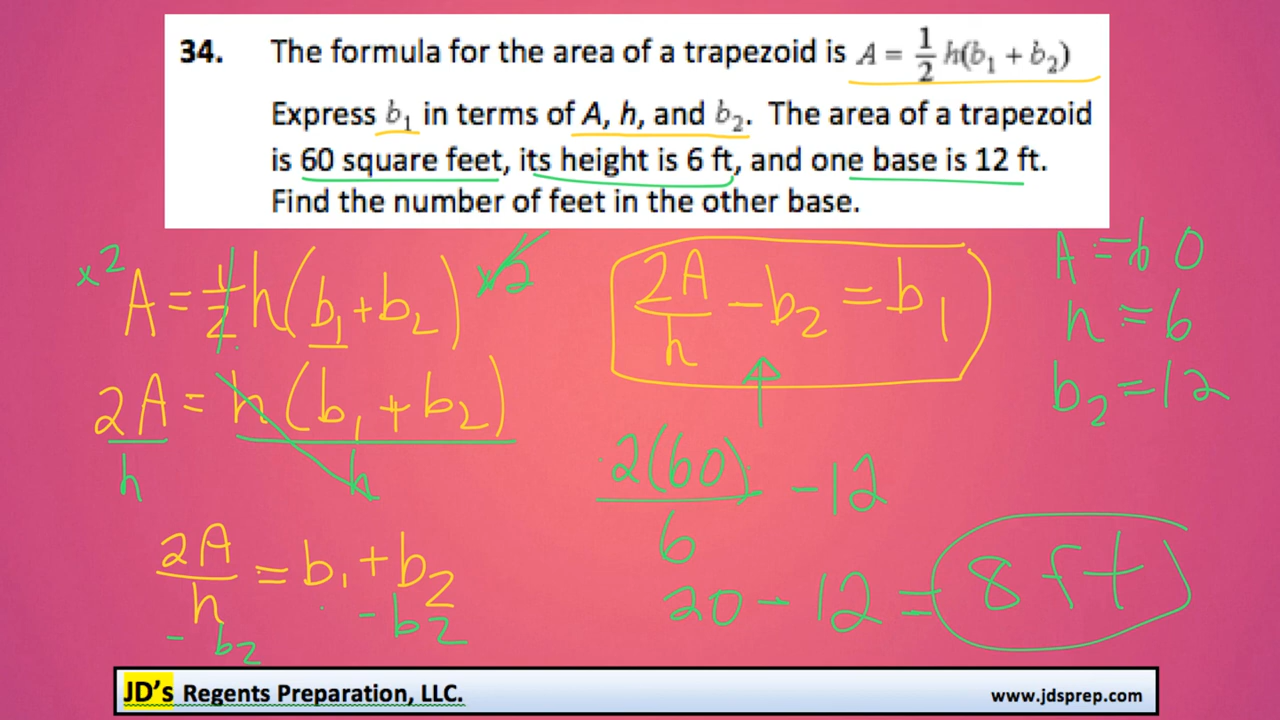 34. The formula for the area of a trapezoid is A = 1/2 h(b₁ + b₂)
Express b₁ in terms of A, h, and b₂. The area of a trapezoid
is 60 square feet, its height is 6 ft, and one base is 12 ft.
Find the number of feet in the other base.
x2 A = 1/2 h(b₁ + b₂) x2
2A = h(b₁ + b₂)
h h
2A/h = b₁ + b₂
- b₂ - b₂
2A/h - b₂ = b₁
2(60)/6 - 12
20 - 12 = 8 ft
A = 60
h = 6
b₂ = 12
JD's Regents Preparation, LLC.
www.jdsprep.com